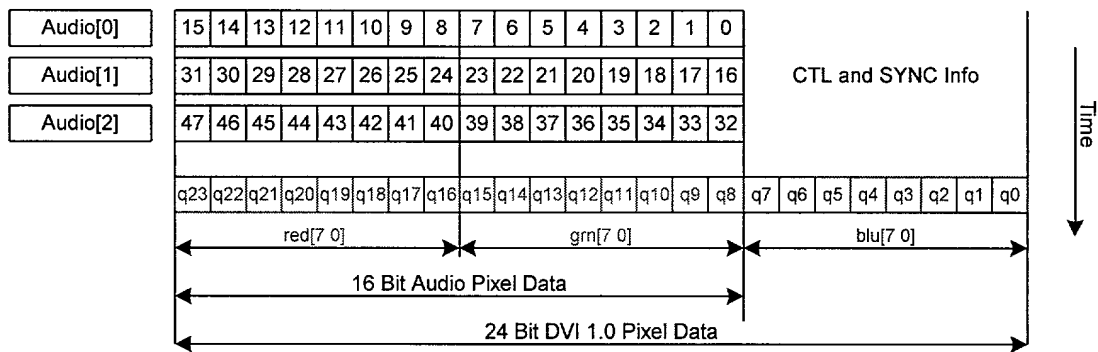 Audio[0] 15 14 13 12 11 10 9 8 7 6 5 4 3 2 1 0
Audio[1] 31 30 29 28 27 26 25 24 23 22 21 20 19 18 17 16 CTL and SYNC Info
Audio[2] 47 46 45 44 43 42 41 40 39 38 37 36 35 34 33 32
Time
q23 q22 q21 q20 q19 q18 q17 q16 q15 q14 q13 q12 q11 q10 q9 q8 q7 q6 q5 q4 q3 q2 q1 q0
red[7 0] grn[7 0] blu[7 0]
16 Bit Audio Pixel Data
24 Bit DVI 1.0 Pixel Data